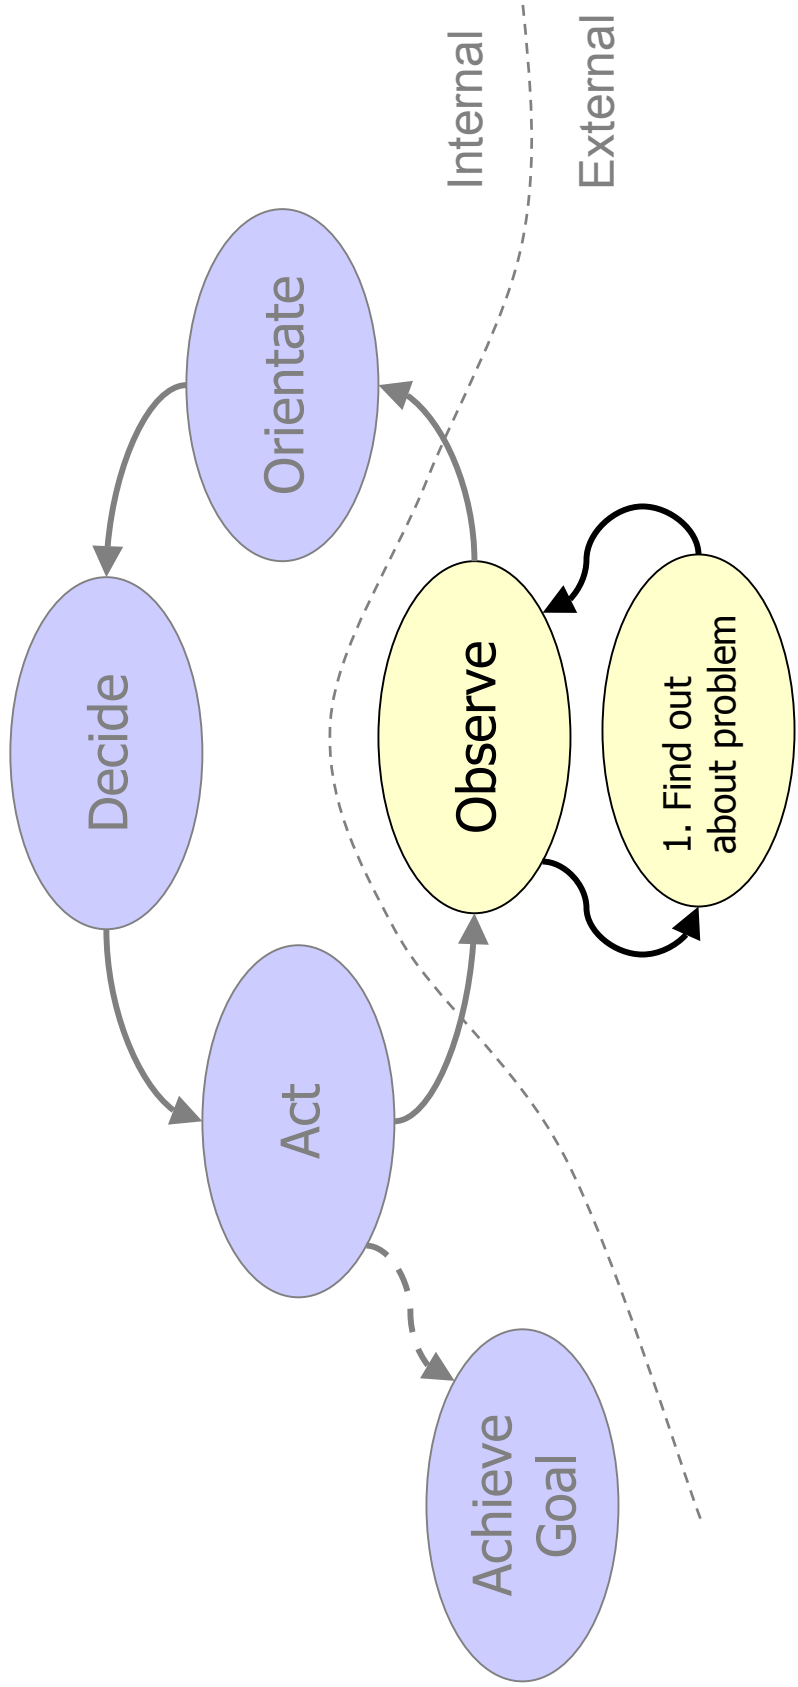 Decide
Act
Orientate
Achieve
Goal
Internal
Observe
External
1. Find out
about problem